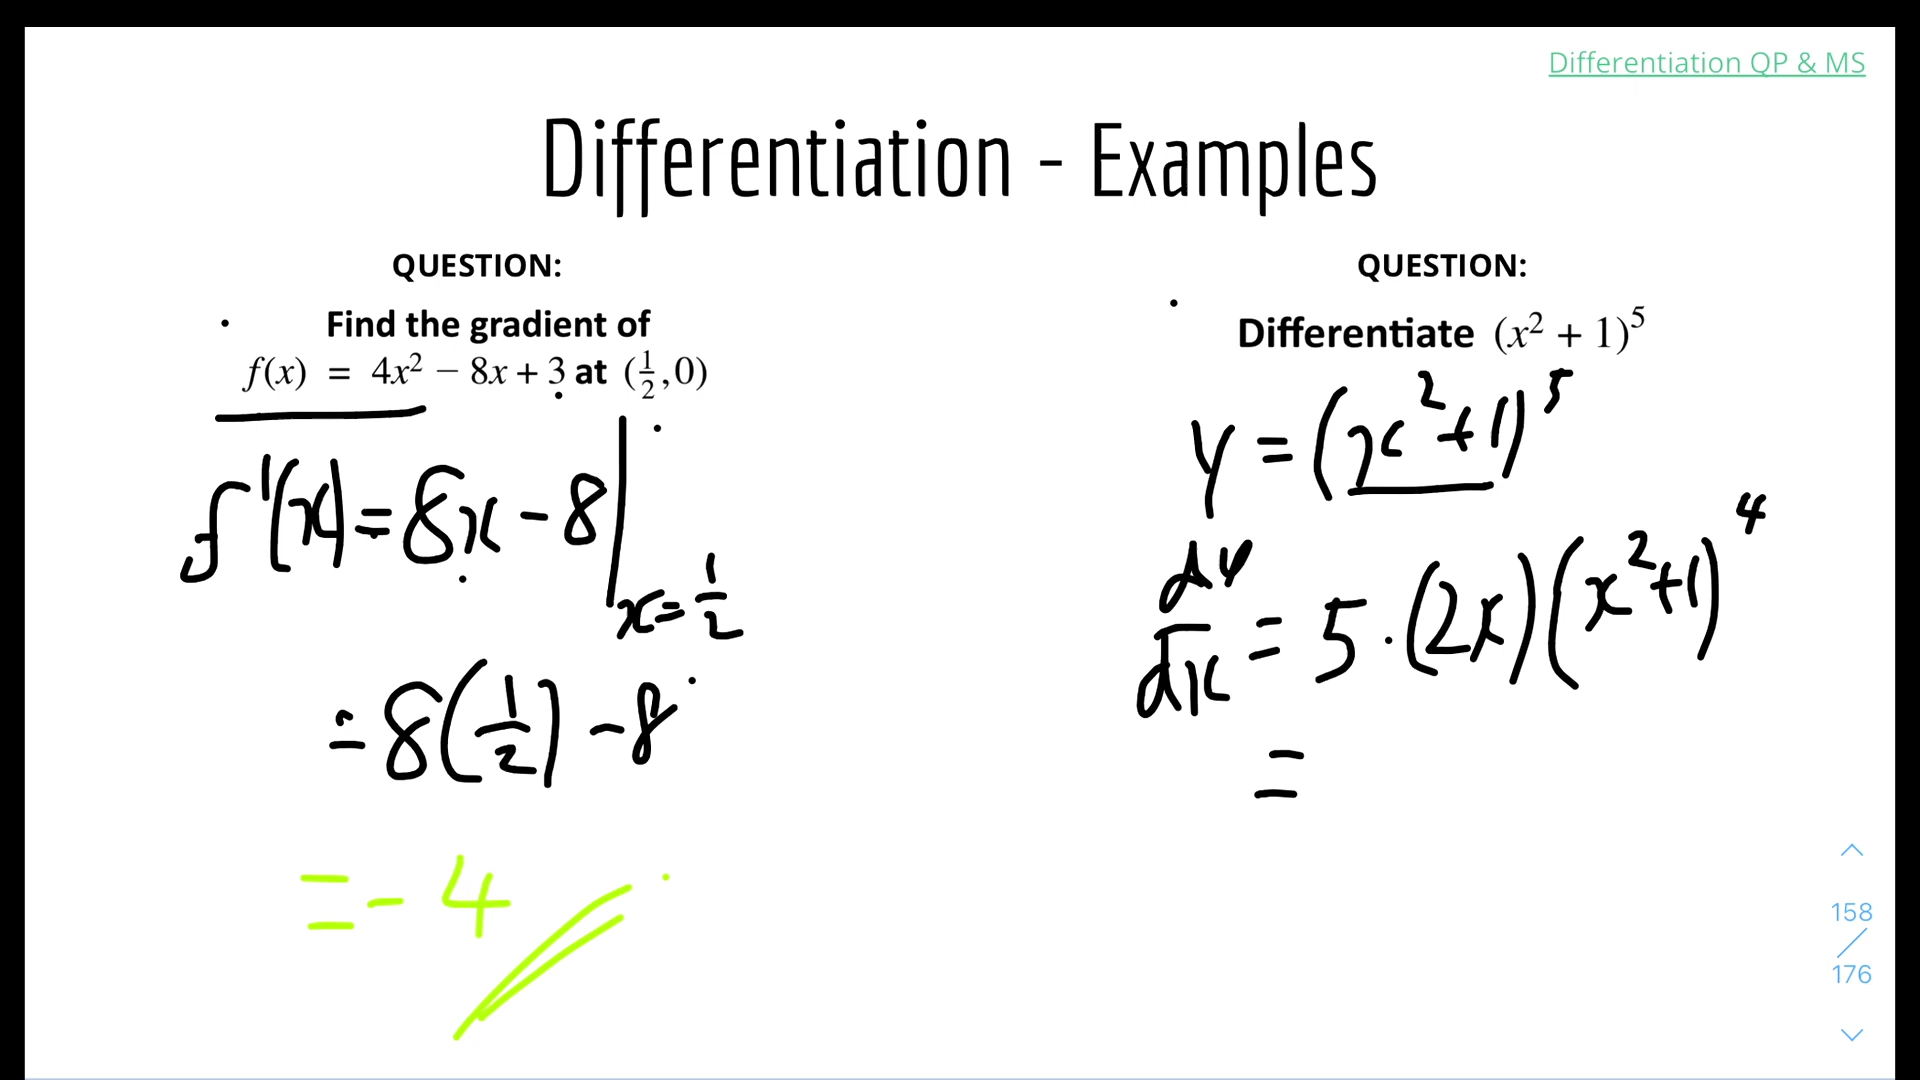 Differentiation QP & MS
Differentiation - Examples
QUESTION:
Find the gradient of
f(x) = 4x² − 8x + 3 at (1/2, 0)
f'(x) = 8x - 8 | x = 1/2
= 8(1/2) - 8
= -4
QUESTION:
Differentiate (x² + 1)⁵
y = (x²+1)⁵
dy/dx = 5·(2x)(x²+1)⁴
=
158
/
176